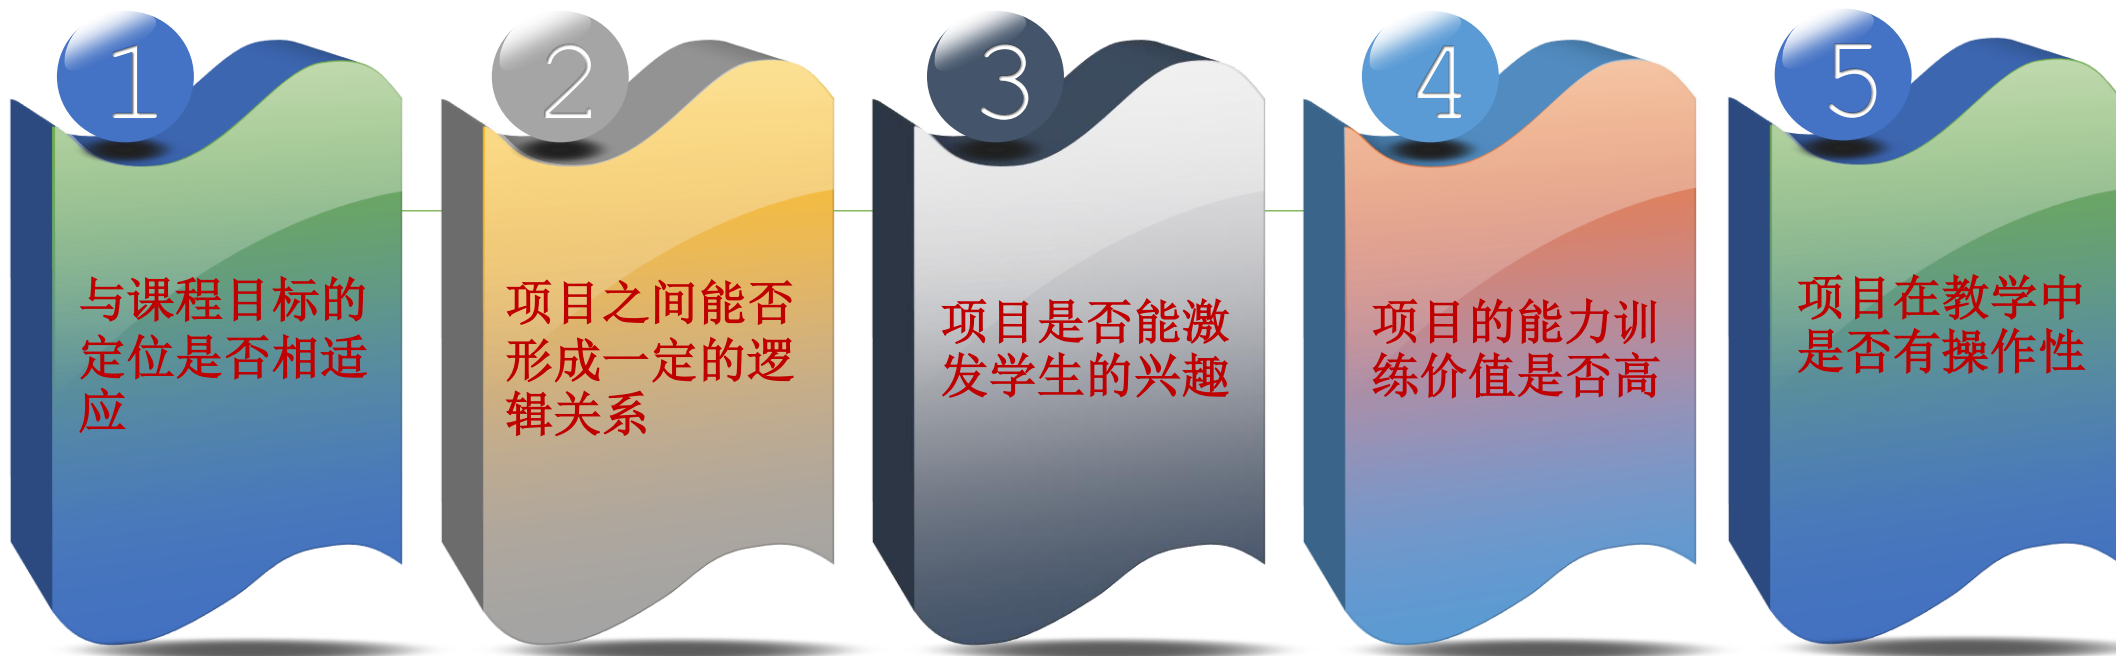 1
与课程目标的
定位是否相适
应
2
项目之间能否
形成一定的逻
辑关系
3
项目是否能激
发学生的兴趣
4
项目的能力训
练价值是否高
5
项目在教学中
是否有操作性